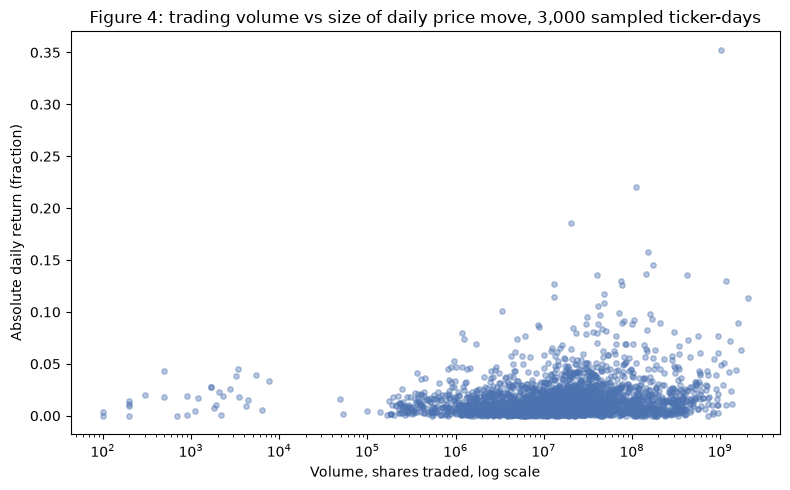 Figure 4: trading volume vs size of daily price move, 3,000 sampled ticker-days
Absolute daily return (fraction)
0.35
0.30
0.25
0.20
0.15
0.10
0.05
0.00
10² 10³ 10⁴ 10⁵ 10⁶ 10⁷ 10⁸ 10⁹
Volume, shares traded, log scale